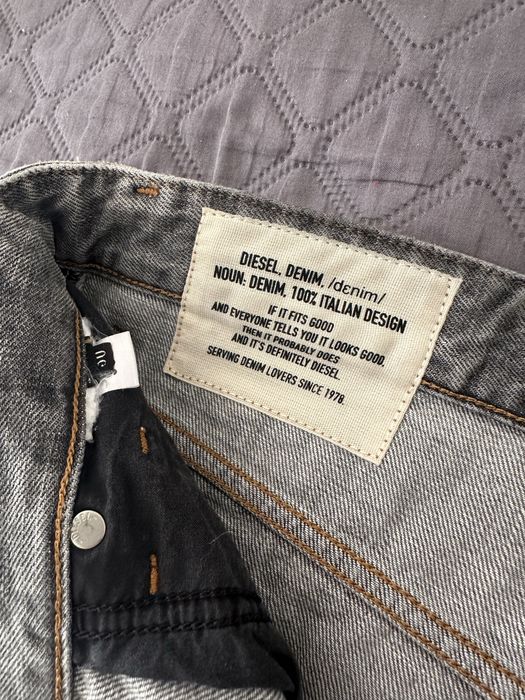 DIESEL, DENIM, /dɛnim/
NOUN: DENIM, 100% ITALIAN DESIGN
IF IT FITS GOOD
AND EVERYONE TELLS YOU IT LOOKS GOOD,
THEN IT PROBABLY DOES
AND IT'S DEFINITELY DIESEL.
SERVING DENIM LOVERS SINCE 1978.